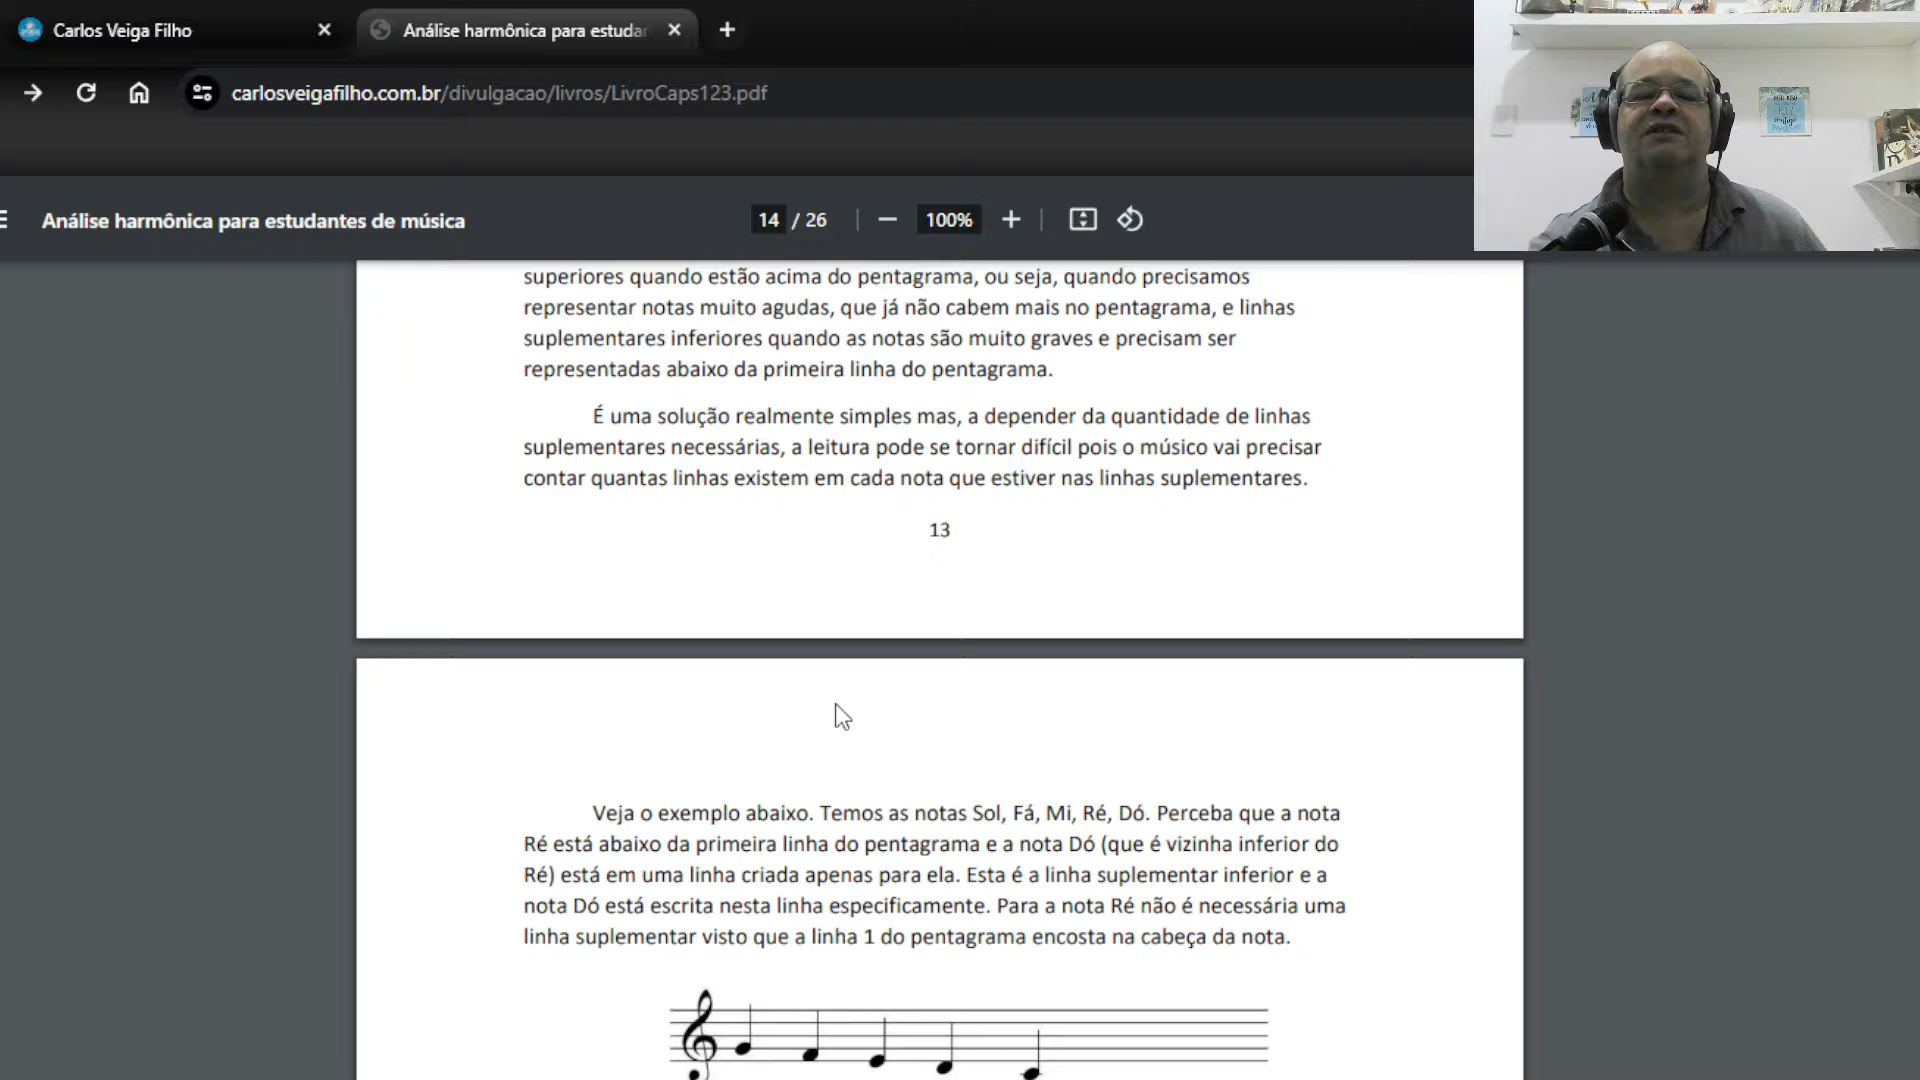 Carlos Veiga Filho
Análise harmônica para estudar
carlosveigafilho.com.br/divulgacao/livros/LivroCaps123.pdf
Análise harmônica para estudantes de música
14 / 26
100%
superiores quando estão acima do pentagrama, ou seja, quando precisamos
representar notas muito agudas, que já não cabem mais no pentagrama, e linhas
suplementares inferiores quando as notas são muito graves e precisam ser
representadas abaixo da primeira linha do pentagrama.
É uma solução realmente simples mas, a depender da quantidade de linhas
suplementares necessárias, a leitura pode se tornar difícil pois o músico vai precisar
contar quantas linhas existem em cada nota que estiver nas linhas suplementares.
13
Veja o exemplo abaixo. Temos as notas Sol, Fá, Mi, Ré, Dó. Perceba que a nota
Ré está abaixo da primeira linha do pentagrama e a nota Dó (que é vizinha inferior do
Ré) está em uma linha criada apenas para ela. Esta é a linha suplementar inferior e a
nota Dó está escrita nesta linha especificamente. Para a nota Ré não é necessária uma
linha suplementar visto que a linha 1 do pentagrama encosta na cabeça da nota.